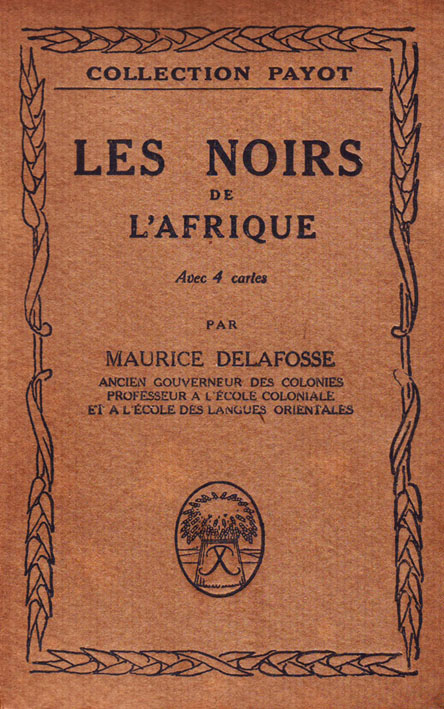 COLLECTION PAYOT
LES NOIRS
DE
L'AFRIQUE
Avec 4 cartes
PAR
MAURICE DELAFOSSE
ANCIEN GOUVERNEUR DES COLONIES
PROFESSEUR A L'ÉCOLE COLONIALE
ET A L'ÉCOLE DES LANGUES ORIENTALES